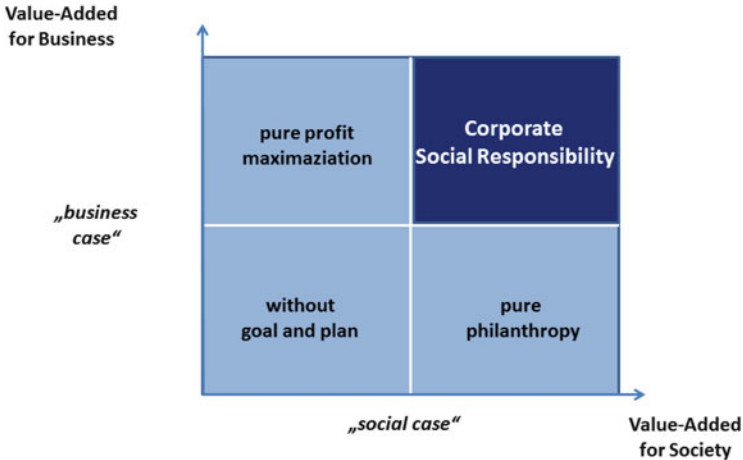 Value-Added
for Business
pure profit
maximaziation
Corporate
Social Responsibility
„business
case“
without
goal and plan
pure
philanthropy
„social case“
Value-Added
for Society